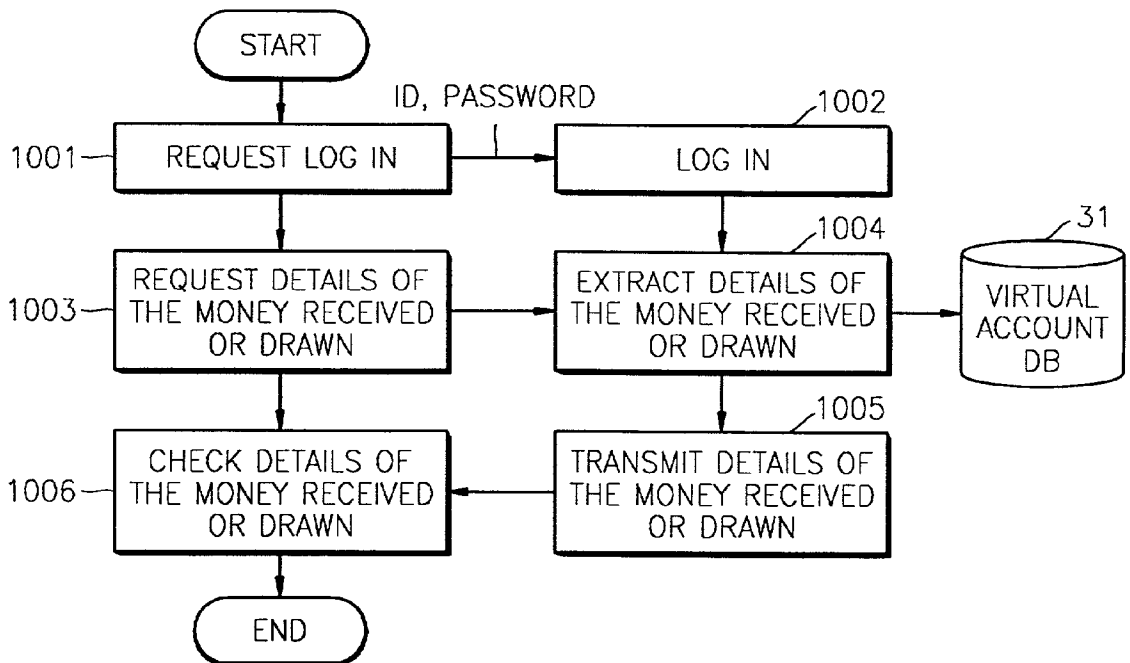 START
ID, PASSWORD
1002
1001
REQUEST LOG IN
LOG IN
1004
31
1003
REQUEST DETAILS OF
THE MONEY RECEIVED
OR DRAWN
EXTRACT DETAILS OF
THE MONEY RECEIVED
OR DRAWN
VIRTUAL
ACCOUNT
DB
1005
1006
CHECK DETAILS OF
THE MONEY RECEIVED
OR DRAWN
TRANSMIT DETAILS OF
THE MONEY RECEIVED
OR DRAWN
END